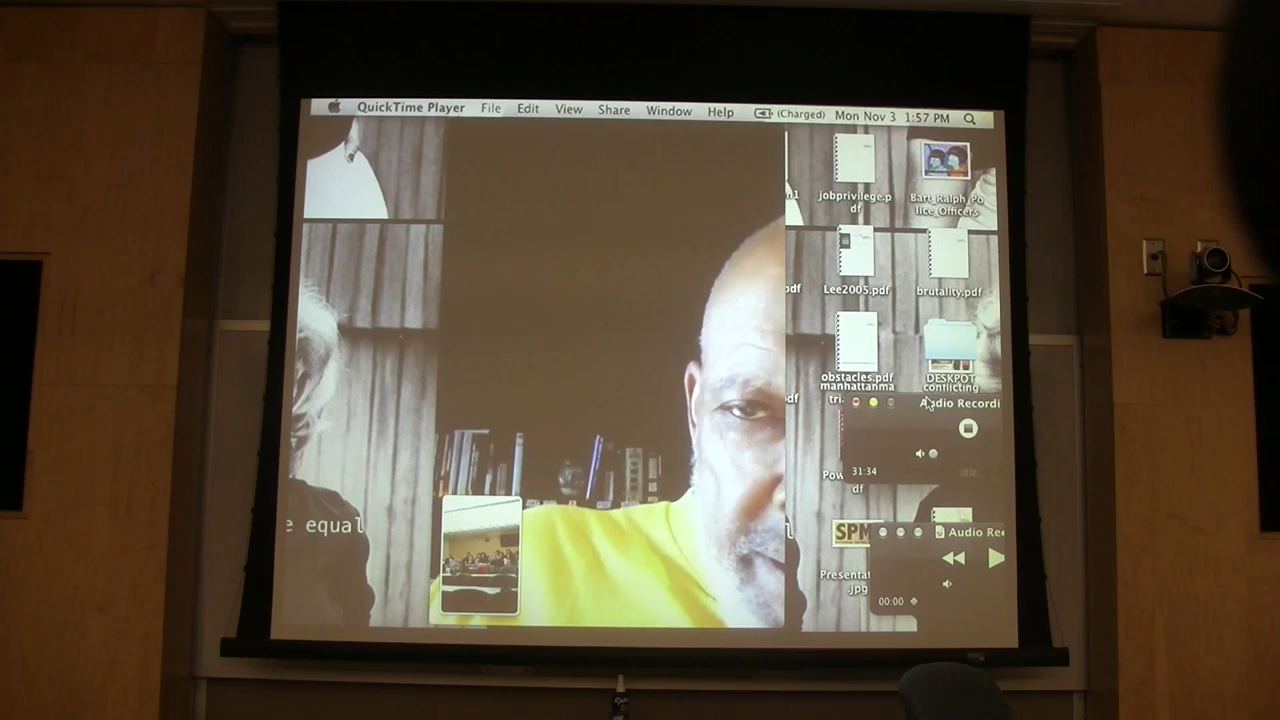 QuickTime Player File Edit View Share Window Help (Charged) Mon Nov 3 1:57 PM
jobprivilege.p
df
Bart_Ralph_Po
lice_Officers
Lee2005.pdf
brutality.pdf
obstacles.pdf
manhattanma
DESKPOT
conflicting
Audio Recordi
31:34
df
e equal
SPM
Audio Rec
Presentat
.jpg
00:00